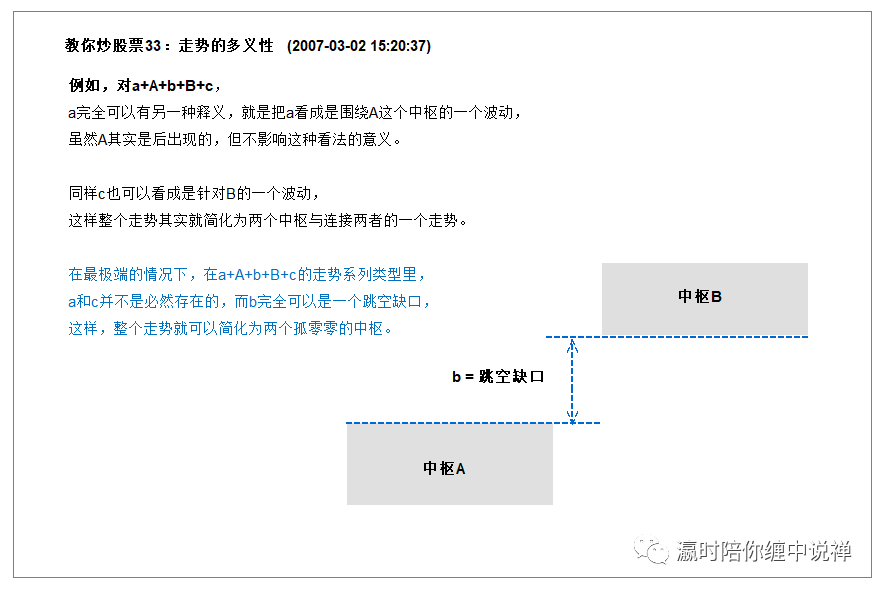 教你炒股票33：走势的多义性 (2007-03-02 15:20:37)
例如，对a+A+b+B+c，
a完全可以有另一种释义，就是把a看成是围绕A这个中枢的一个波动，
虽然A其实是后出现的，但不影响这种看法的意义。
同样c也可以看成是针对B的一个波动，
这样整个走势其实就简化为两个中枢与连接两者的一个走势。
在最极端的情况下，在a+A+b+B+c的走势系列类型里，
a和c并不是必然存在的，而b完全可以是一个跳空缺口，
这样，整个走势就可以简化为两个孤零零的中枢。
中枢B
b = 跳空缺口
中枢A
瀛时陪你缠中说禅